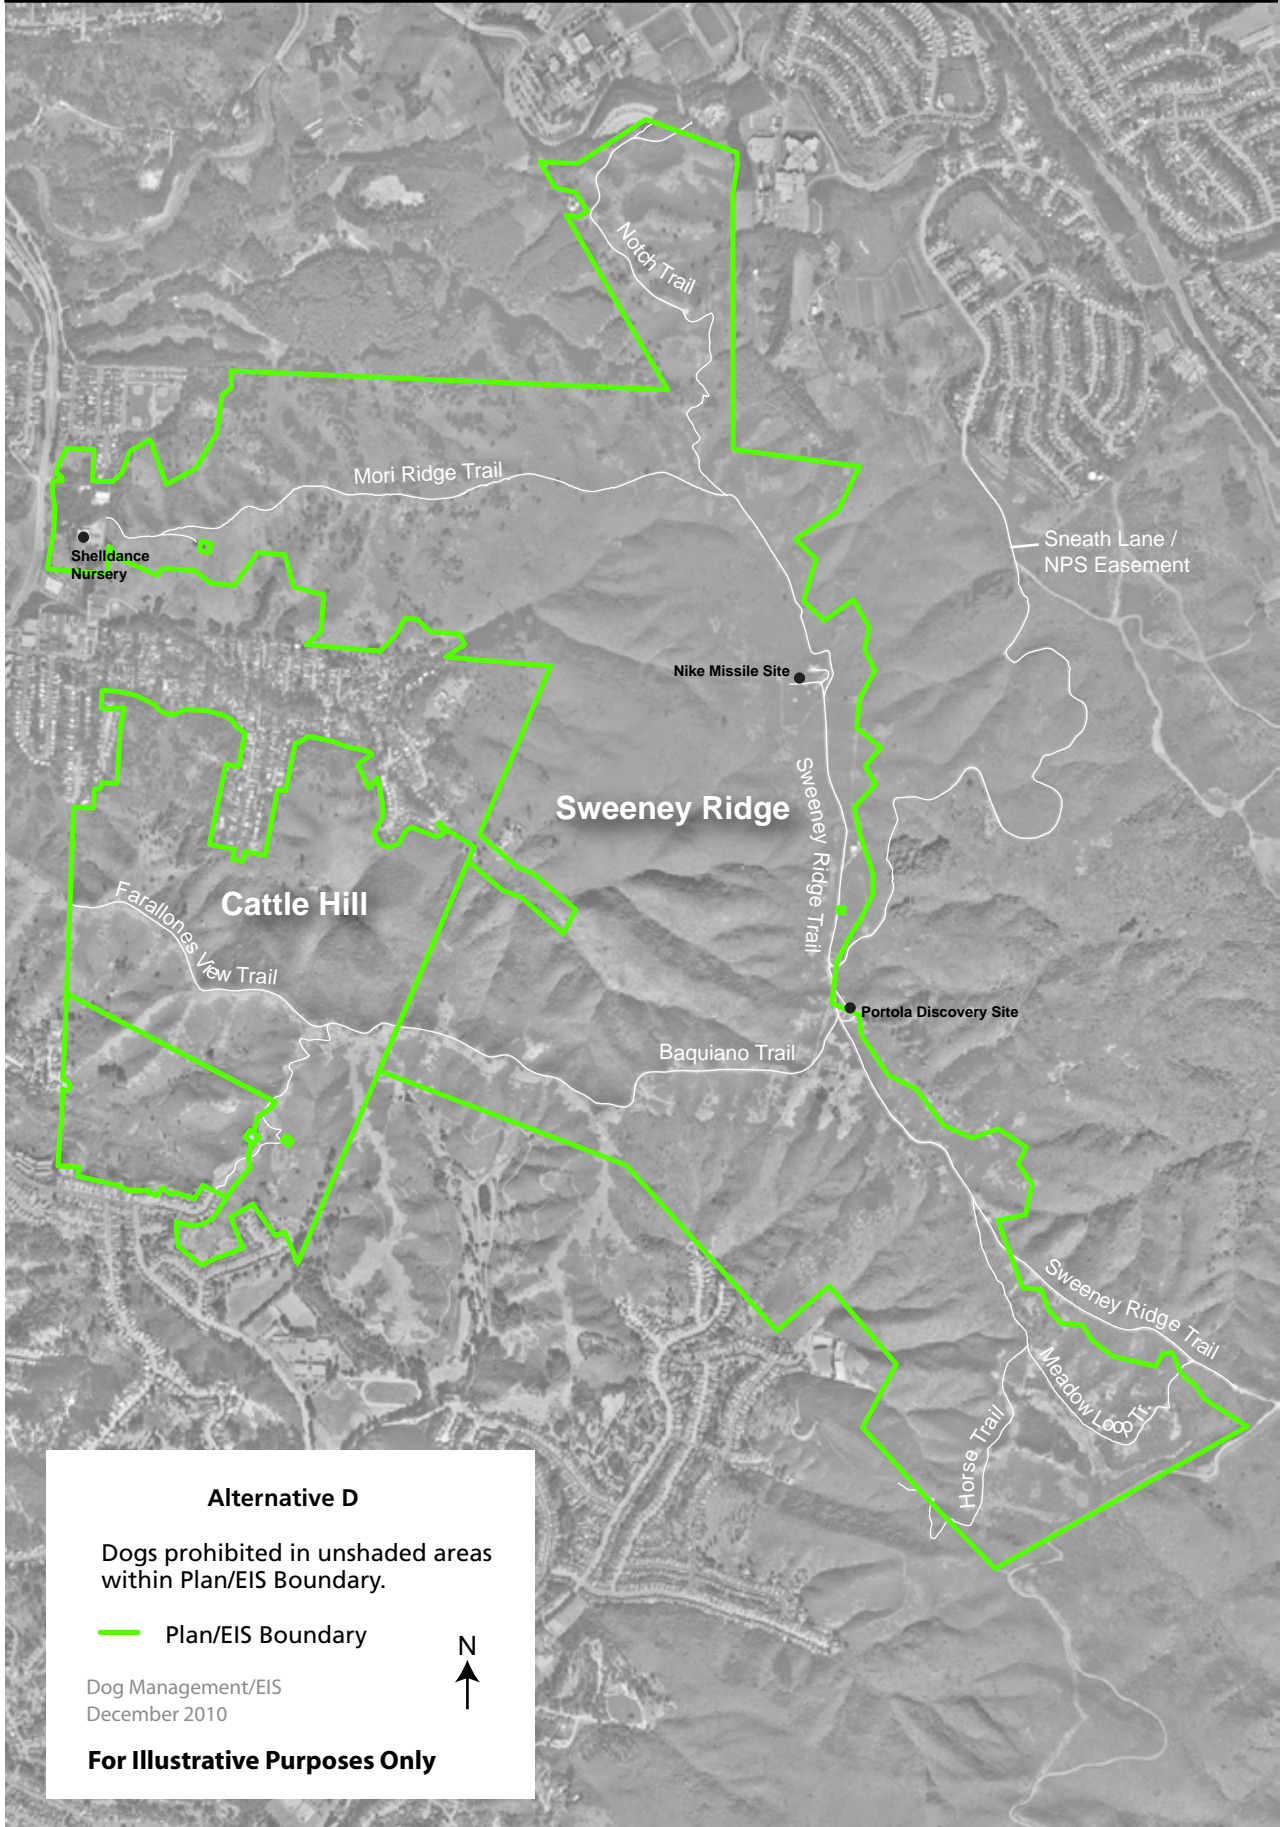 Notch Trail
Mori Ridge Trail
Sneath Lane /
NPS Easement
Shelldance
Nursery
Nike Missile Site
Sweeney Ridge
Sweeney Ridge Trail
Cattle Hill
Farallones View Trail
Portola Discovery Site
Baquiano Trail
Sweeney Ridge Trail
Meadow Loop Tr.
Horse Trail
Alternative D
Dogs prohibited in unshaded areas
within Plan/EIS Boundary.
Plan/EIS Boundary
N
Dog Management/EIS
December 2010
For Illustrative Purposes Only